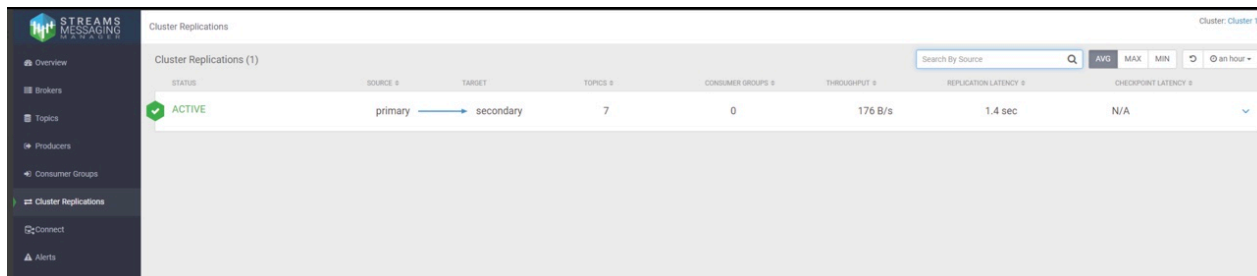 STREAMS
MESSAGING
MANAGER
Cluster Replications
Cluster: Cluster 1
Overview
Brokers
Topics
Producers
Consumer Groups
Cluster Replications
Connect
Alerts
Cluster Replications (1)
Search By Source
AVG MAX MIN an hour
STATUS SOURCE TARGET TOPICS CONSUMER GROUPS THROUGHPUT REPLICATION LATENCY CHECKPOINT LATENCY
ACTIVE primary secondary 7 0 176 B/s 1.4 sec N/A